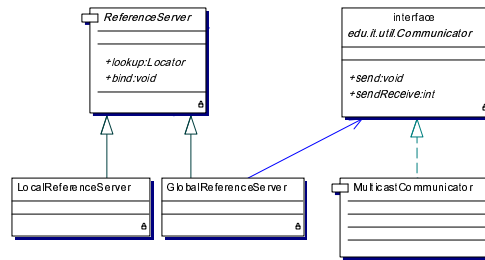 ReferenceServer
+lookup:Locator
+bind:void
interface
edu.it.util.Communicator
+send:void
+sendReceive:int
LocalReferenceServer
GlobalReferenceServer
MulticastCommunicator